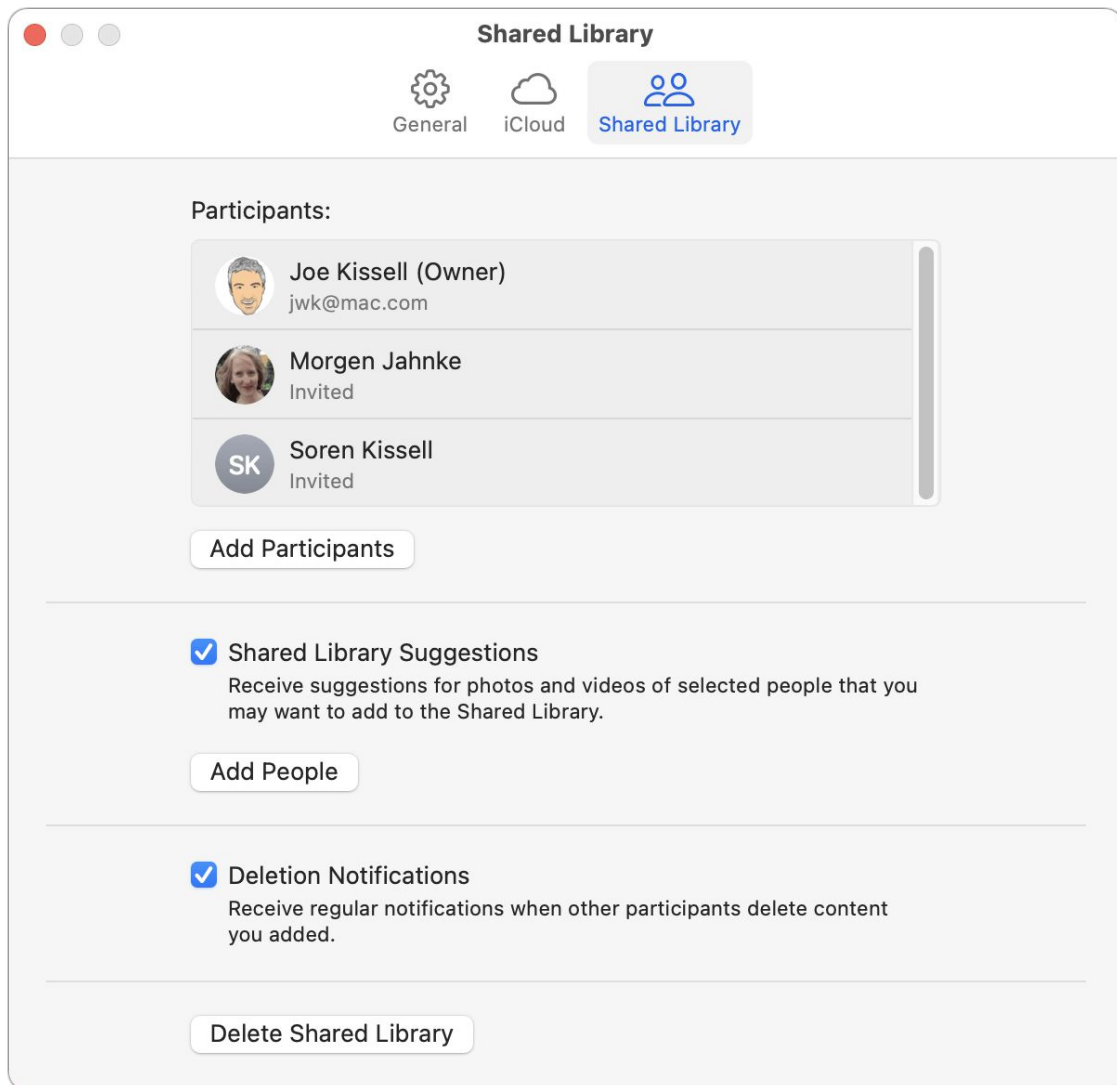 Shared Library
General
iCloud
Shared Library
Participants:
Joe Kissell (Owner)
jwk@mac.com
Morgen Jahnke
Invited
SK
Soren Kissell
Invited
Add Participants
Shared Library Suggestions
Receive suggestions for photos and videos of selected people that you
may want to add to the Shared Library.
Add People
Deletion Notifications
Receive regular notifications when other participants delete content
you added.
Delete Shared Library